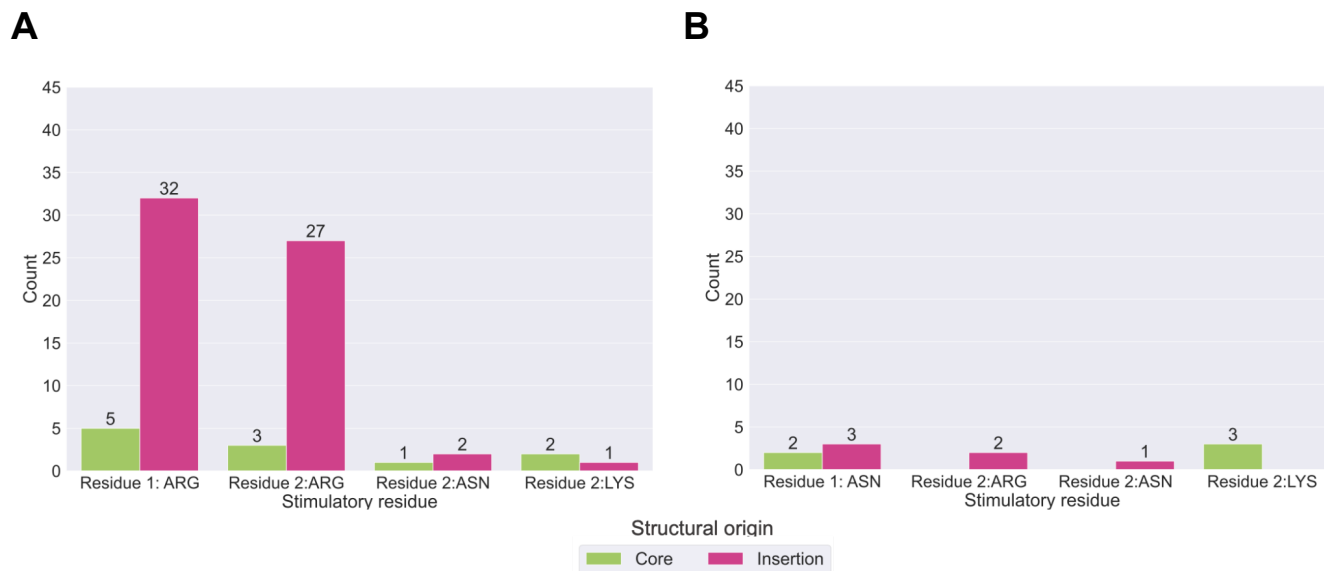 A
B
45
40
35
30
25
20
15
10
5
0
Count
32
27
5
3
1
2
2
1
Residue 1: ARG
Residue 2:ARG
Residue 2:ASN
Residue 2:LYS
Stimulatory residue
45
40
35
30
25
20
15
10
5
0
Count
2
3
2
1
3
Residue 1: ASN
Residue 2:ARG
Residue 2:ASN
Residue 2:LYS
Stimulatory residue
Structural origin
Core
Insertion